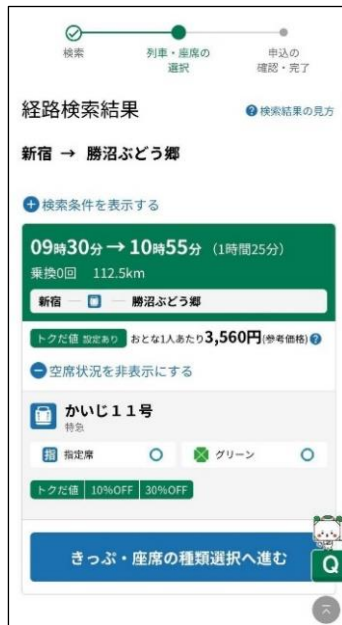 検索
列車・座席の
選択
申込の
確認・完了
経路検索結果
検索結果の見方
新宿 → 勝沼ぶどう郷
検索条件を表示する
09時30分→10時55分 (1時間25分)
乗換0回 112.5km
新宿 勝沼ぶどう郷
トクだ値 設定あり おとな1人あたり3,560円(参考価格)
空席状況を非表示にする
かいじ11号
特急
指 指定席 ○ グリーン ○
トクだ値 10%OFF 30%OFF
きっぷ・座席の種類選択へ進む
Q